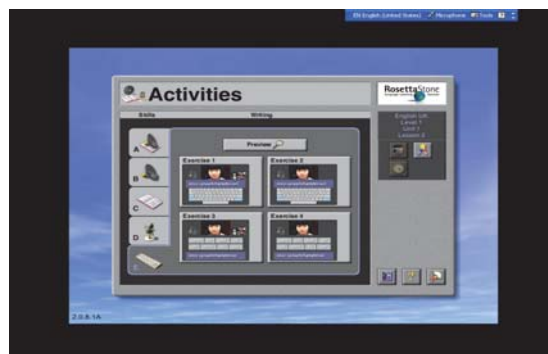 EN English (United States) Microphone Tools
Activities
RosettaStone
Skills
Writing
English UK
Level 1
Unit 1
Lesson 2
Preview
A
Exercise 1
Exercise 2
B
C
Exercise 3
Exercise 4
D
2.0.8.1A